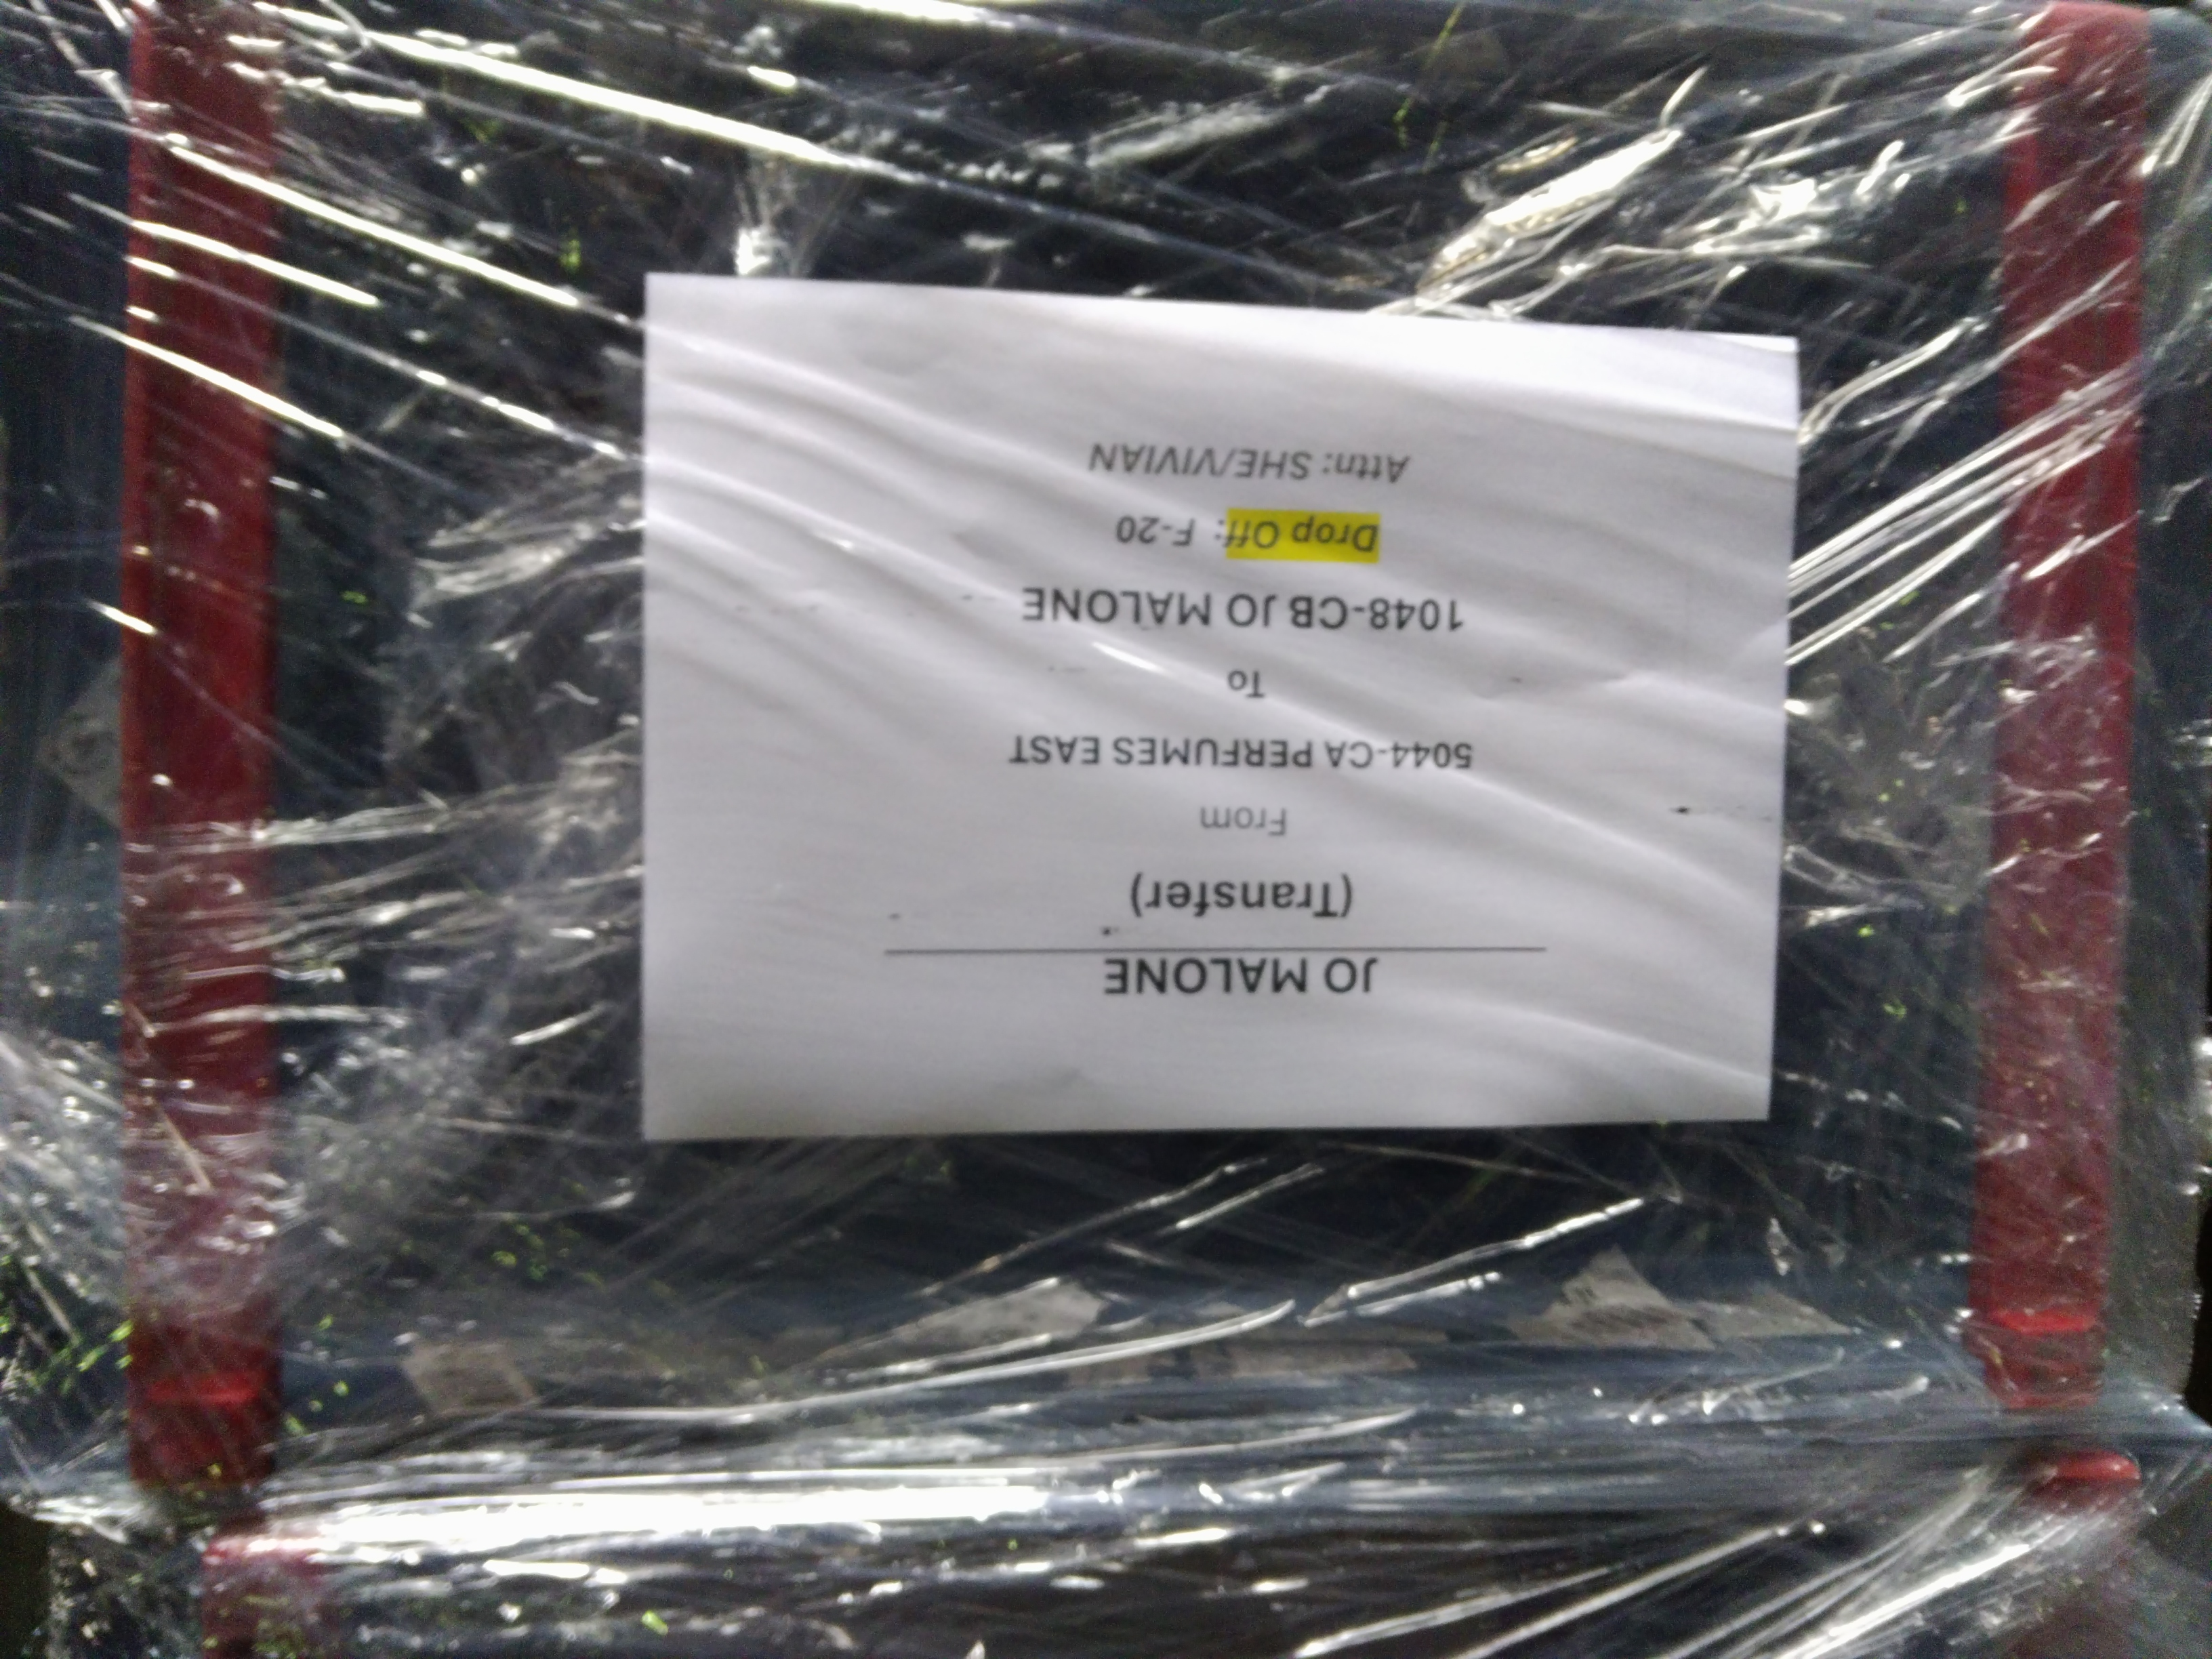 JO MALONE
(Transfer)
From
5044-CA PERFUMES EAST
To
1048-CB JO MALONE
Drop Off: F-20
Attn: SHE/VIVIAN